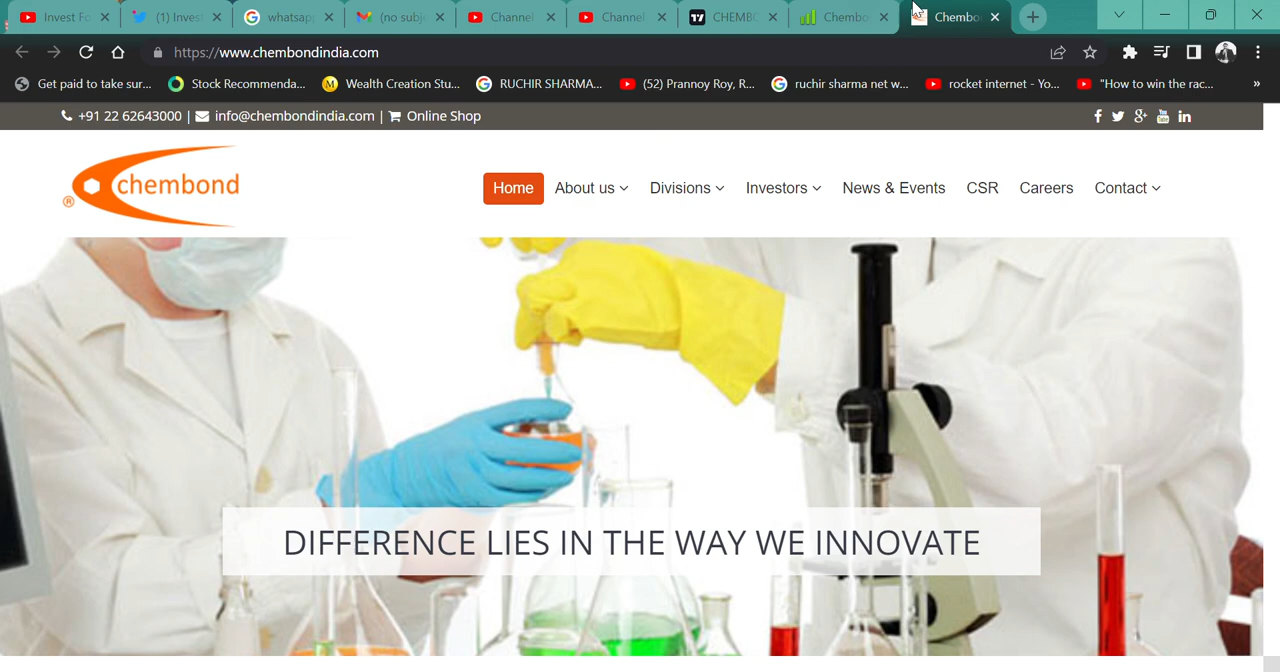 Invest Fo
(1) Invest
whatsap
(no subje
Channel
Channel
CHEMBO
Chembo
Chembo
https://www.chembondindia.com
Get paid to take sur...
Stock Recommenda...
Wealth Creation Stu...
RUCHIR SHARMA...
(52) Prannoy Roy, R...
ruchir sharma net w...
rocket internet - Yo...
"How to win the rac...
»
+91 22 62643000 | info@chembondindia.com | Online Shop
chembond
®
Home
About us
Divisions
Investors
News & Events
CSR
Careers
Contact
DIFFERENCE LIES IN THE WAY WE INNOVATE